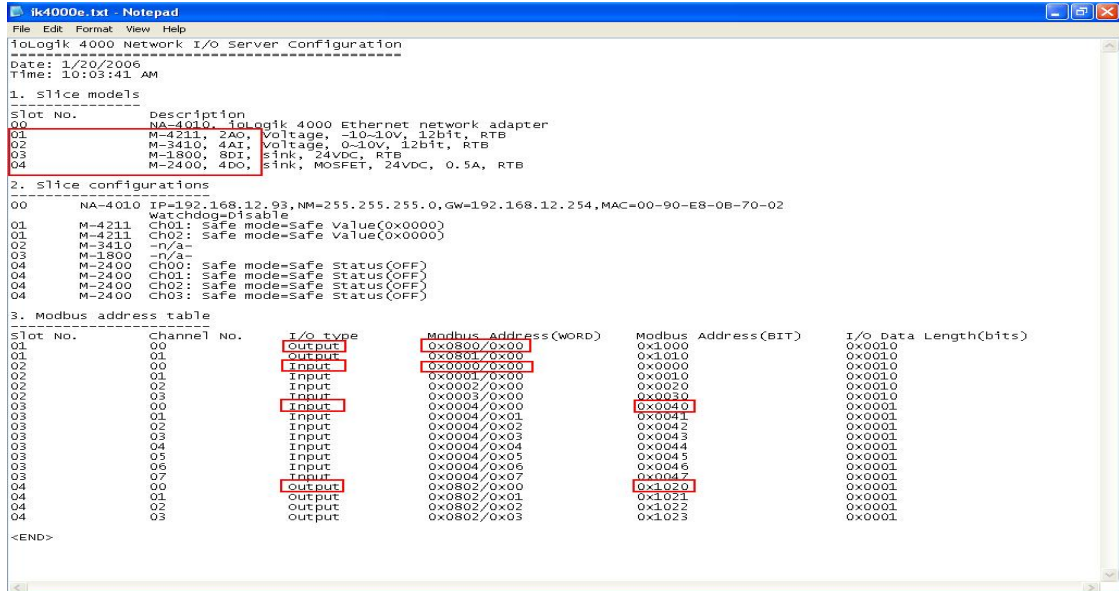 ik4000e.txt - Notepad
File Edit Format View Help
ioLogik 4000 Network I/O Server Configuration
================================================
Date: 1/20/2006
Time: 10:03:41 AM
1. Slice models
----------------
Slot No. Description
00 NA-4010, ioLogik 4000 Ethernet network adapter
01 M-4211, 2AO, Voltage, -10~10V, 12bit, RTB
02 M-3410, 4AI, Voltage, 0~10V, 12bit, RTB
03 M-1800, 8DI, sink, 24VDC, RTB
04 M-2400, 4DO, sink, MOSFET, 24VDC, 0.5A, RTB
2. Slice configurations
------------------------
00 NA-4010 IP=192.168.12.93,NM=255.255.255.0,GW=192.168.12.254,MAC=00-90-E8-0B-70-02
Watchdog=Disable
01 M-4211 Ch01: Safe mode=Safe Value(0x0000)
01 M-4211 Ch02: Safe mode=Safe Value(0x0000)
02 M-3410 -n/a-
03 M-1800 -n/a-
04 M-2400 Ch00: Safe mode=Safe Status(OFF)
04 M-2400 Ch01: Safe mode=Safe Status(OFF)
04 M-2400 Ch02: Safe mode=Safe Status(OFF)
04 M-2400 Ch03: Safe mode=Safe Status(OFF)
3. Modbus address table
------------------------
Slot No. Channel No. I/O type Modbus Address(WORD) Modbus Address(BIT) I/O Data Length(bits)
01 00 Output 0x0800/0x00 0x1000 0x0010
01 01 Output 0x0801/0x00 0x1010 0x0010
02 00 Input 0x0000/0x00 0x0000 0x0010
02 01 Input 0x0001/0x00 0x0010 0x0010
02 02 Input 0x0002/0x00 0x0020 0x0010
02 03 Input 0x0003/0x00 0x0030 0x0010
03 00 Input 0x0004/0x00 0x0040 0x0001
03 01 Input 0x0004/0x01 0x0041 0x0001
03 02 Input 0x0004/0x02 0x0042 0x0001
03 03 Input 0x0004/0x03 0x0043 0x0001
03 04 Input 0x0004/0x04 0x0044 0x0001
03 05 Input 0x0004/0x05 0x0045 0x0001
03 06 Input 0x0004/0x06 0x0046 0x0001
03 07 Input 0x0004/0x07 0x0047 0x0001
04 00 Output 0x0802/0x00 0x1020 0x0001
04 01 Output 0x0802/0x01 0x1021 0x0001
04 02 Output 0x0802/0x02 0x1022 0x0001
04 03 Output 0x0802/0x03 0x1023 0x0001
<END>